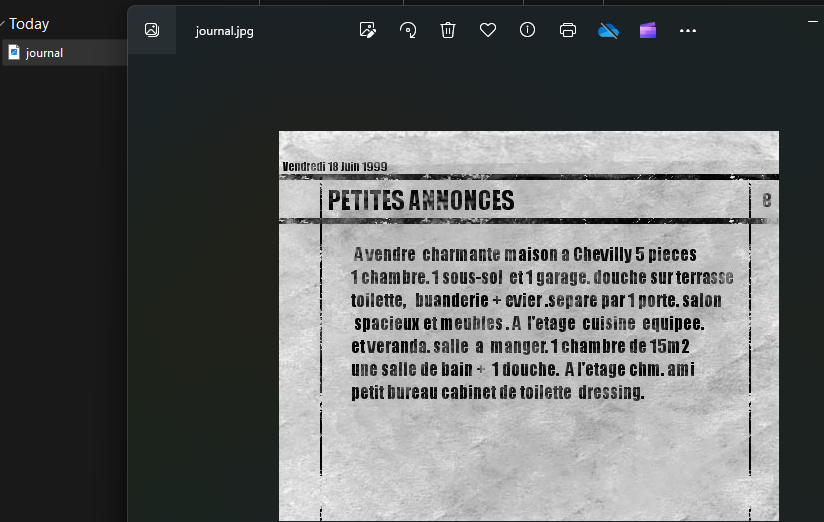 Today
journal
journal.jpg
Vendredi 18 Juin 1999
PETITES ANNONCES
8
A vendre charmante maison a Chevilly 5 pieces
1 chambre. 1 sous-sol et 1 garage. douche sur terrasse
toilette, buanderie + evier .separe par 1 porte. salon
spacieux et meubles . A l'etage cuisine equipee.
et veranda. salle a manger. 1 chambre de 15m2
une salle de bain + 1 douche. A l'etage chm. ami
petit bureau cabinet de toilette dressing.